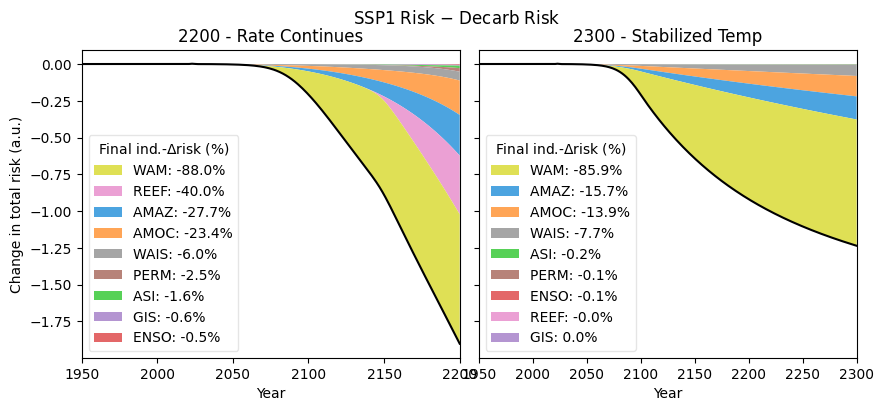 SSP1 Risk − Decarb Risk
2200 - Rate Continues
2300 - Stabilized Temp
Change in total risk (a.u.)
0.00
−0.25
−0.50
−0.75
−1.00
−1.25
−1.50
−1.75
Final ind.-Δrisk (%)
WAM: -88.0%
REEF: -40.0%
AMAZ: -27.7%
AMOC: -23.4%
WAIS: -6.0%
PERM: -2.5%
ASI: -1.6%
GIS: -0.6%
ENSO: -0.5%
1950 2000 2050 2100 2150 2200
Year
Final ind.-Δrisk (%)
WAM: -85.9%
AMAZ: -15.7%
AMOC: -13.9%
WAIS: -7.7%
ASI: -0.2%
PERM: -0.1%
ENSO: -0.1%
REEF: -0.0%
GIS: 0.0%
1950 2000 2050 2100 2150 2200 2250 2300
Year